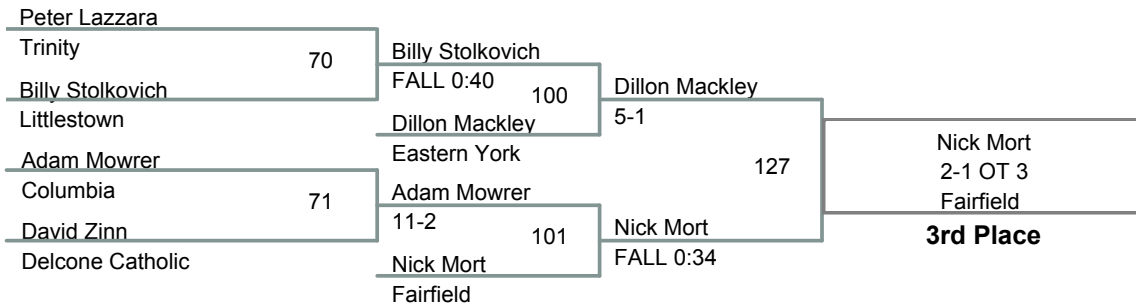 Peter Lazzara
Trinity
70
Billy Stolkovich
Littlestown
Adam Mowrer
Columbia
71
David Zinn
Delcone Catholic
Billy Stolkovich
FALL 0:40
100
Dillon Mackley
Eastern York
Adam Mowrer
11-2
101
Nick Mort
Fairfield
Dillon Mackley
5-1
127
Nick Mort
FALL 0:34
Nick Mort
2-1 OT 3
Fairfield
3rd Place